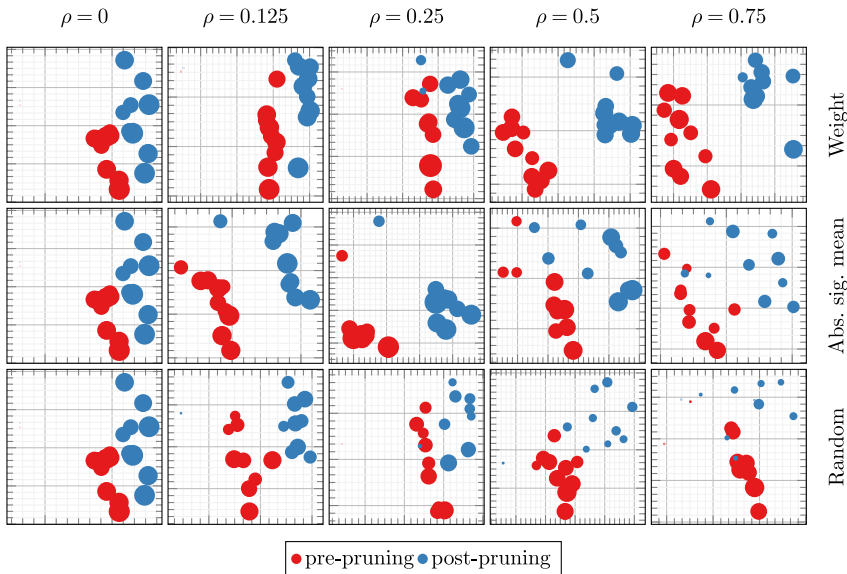 ρ = 0 ρ = 0.125 ρ = 0.25 ρ = 0.5 ρ = 0.75
Weight
Abs. sig. mean
Random
pre-pruning post-pruning